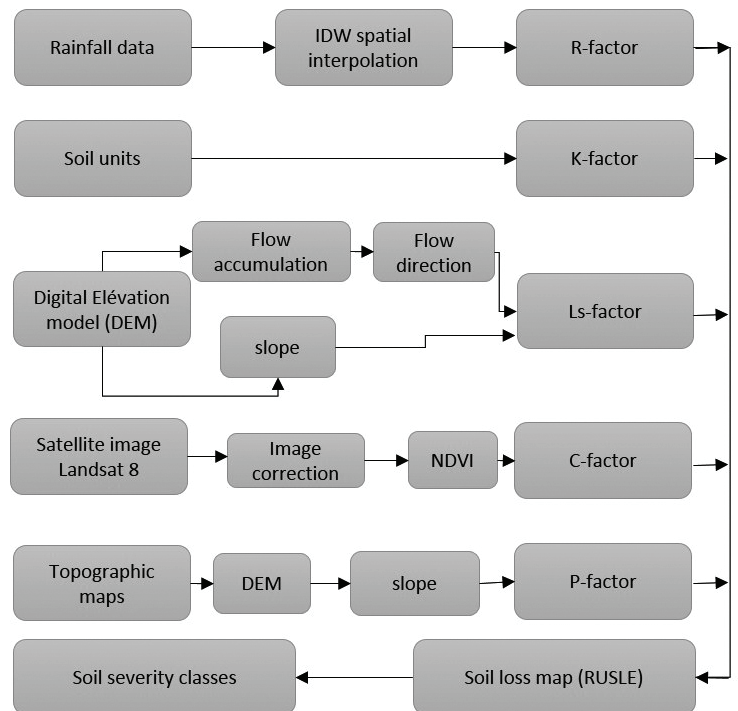 Rainfall data
IDW spatial
interpolation
R-factor
Soil units
K-factor
Flow
accumulation
Flow
direction
Digital Elévation
model (DEM)
slope
Ls-factor
Satellite image
Landsat 8
Image
correction
NDVI
C-factor
Topographic
maps
DEM
slope
P-factor
Soil severity classes
Soil loss map (RUSLE)